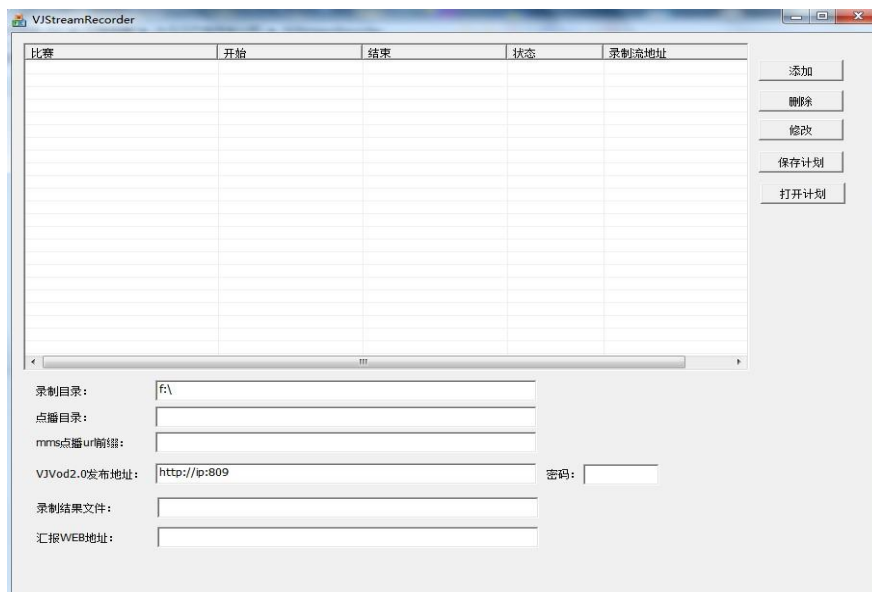 VJStreamRecorder
比赛 开始 结束 状态 录制流地址
添加
删除
修改
保存计划
打开计划
录制目录: f:\
点播目录:
mms点播url前缀:
VJVod2.0发布地址: http://ip:809 密码:
录制结果文件:
汇报WEB地址: